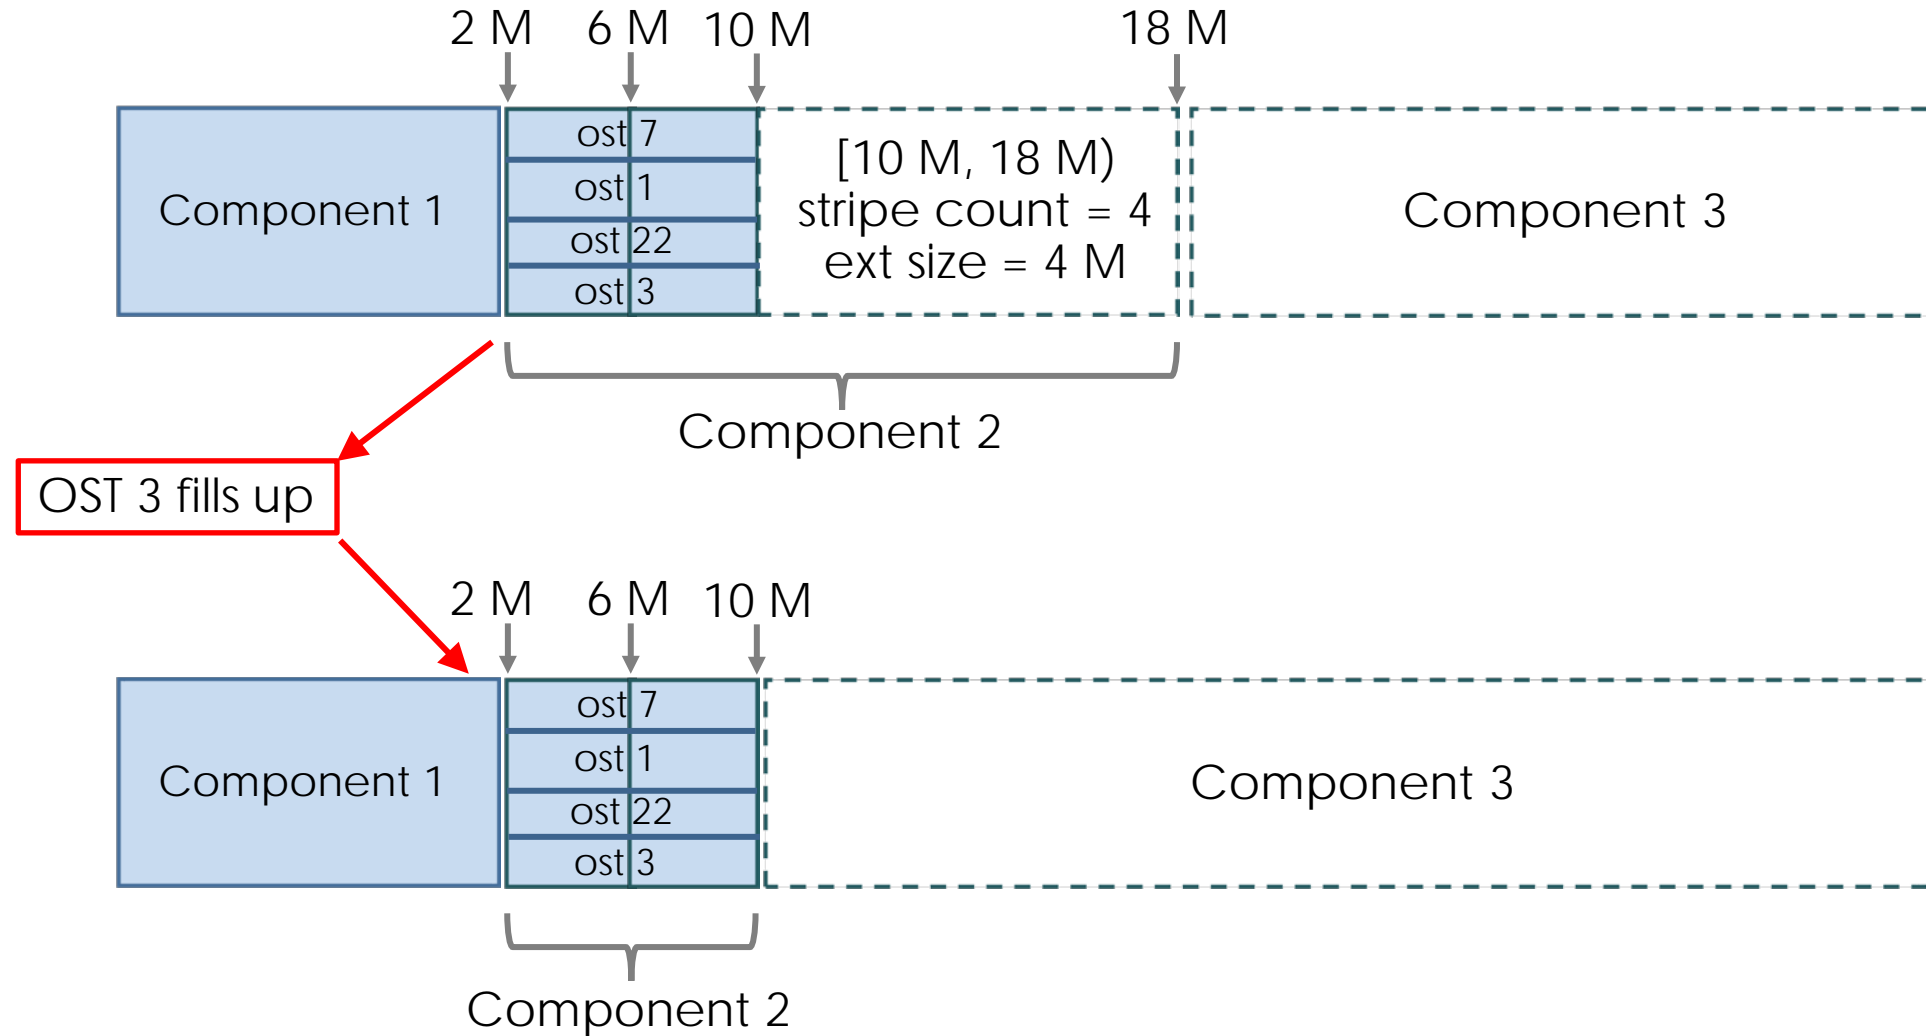 2 M 6 M 10 M 18 M
ost 7
ost 1
ost 22
ost 3
Component 1
[10 M, 18 M)
stripe count = 4
ext size = 4 M
Component 3
Component 2
OST 3 fills up
2 M 6 M 10 M
ost 7
ost 1
ost 22
ost 3
Component 1
Component 3
Component 2